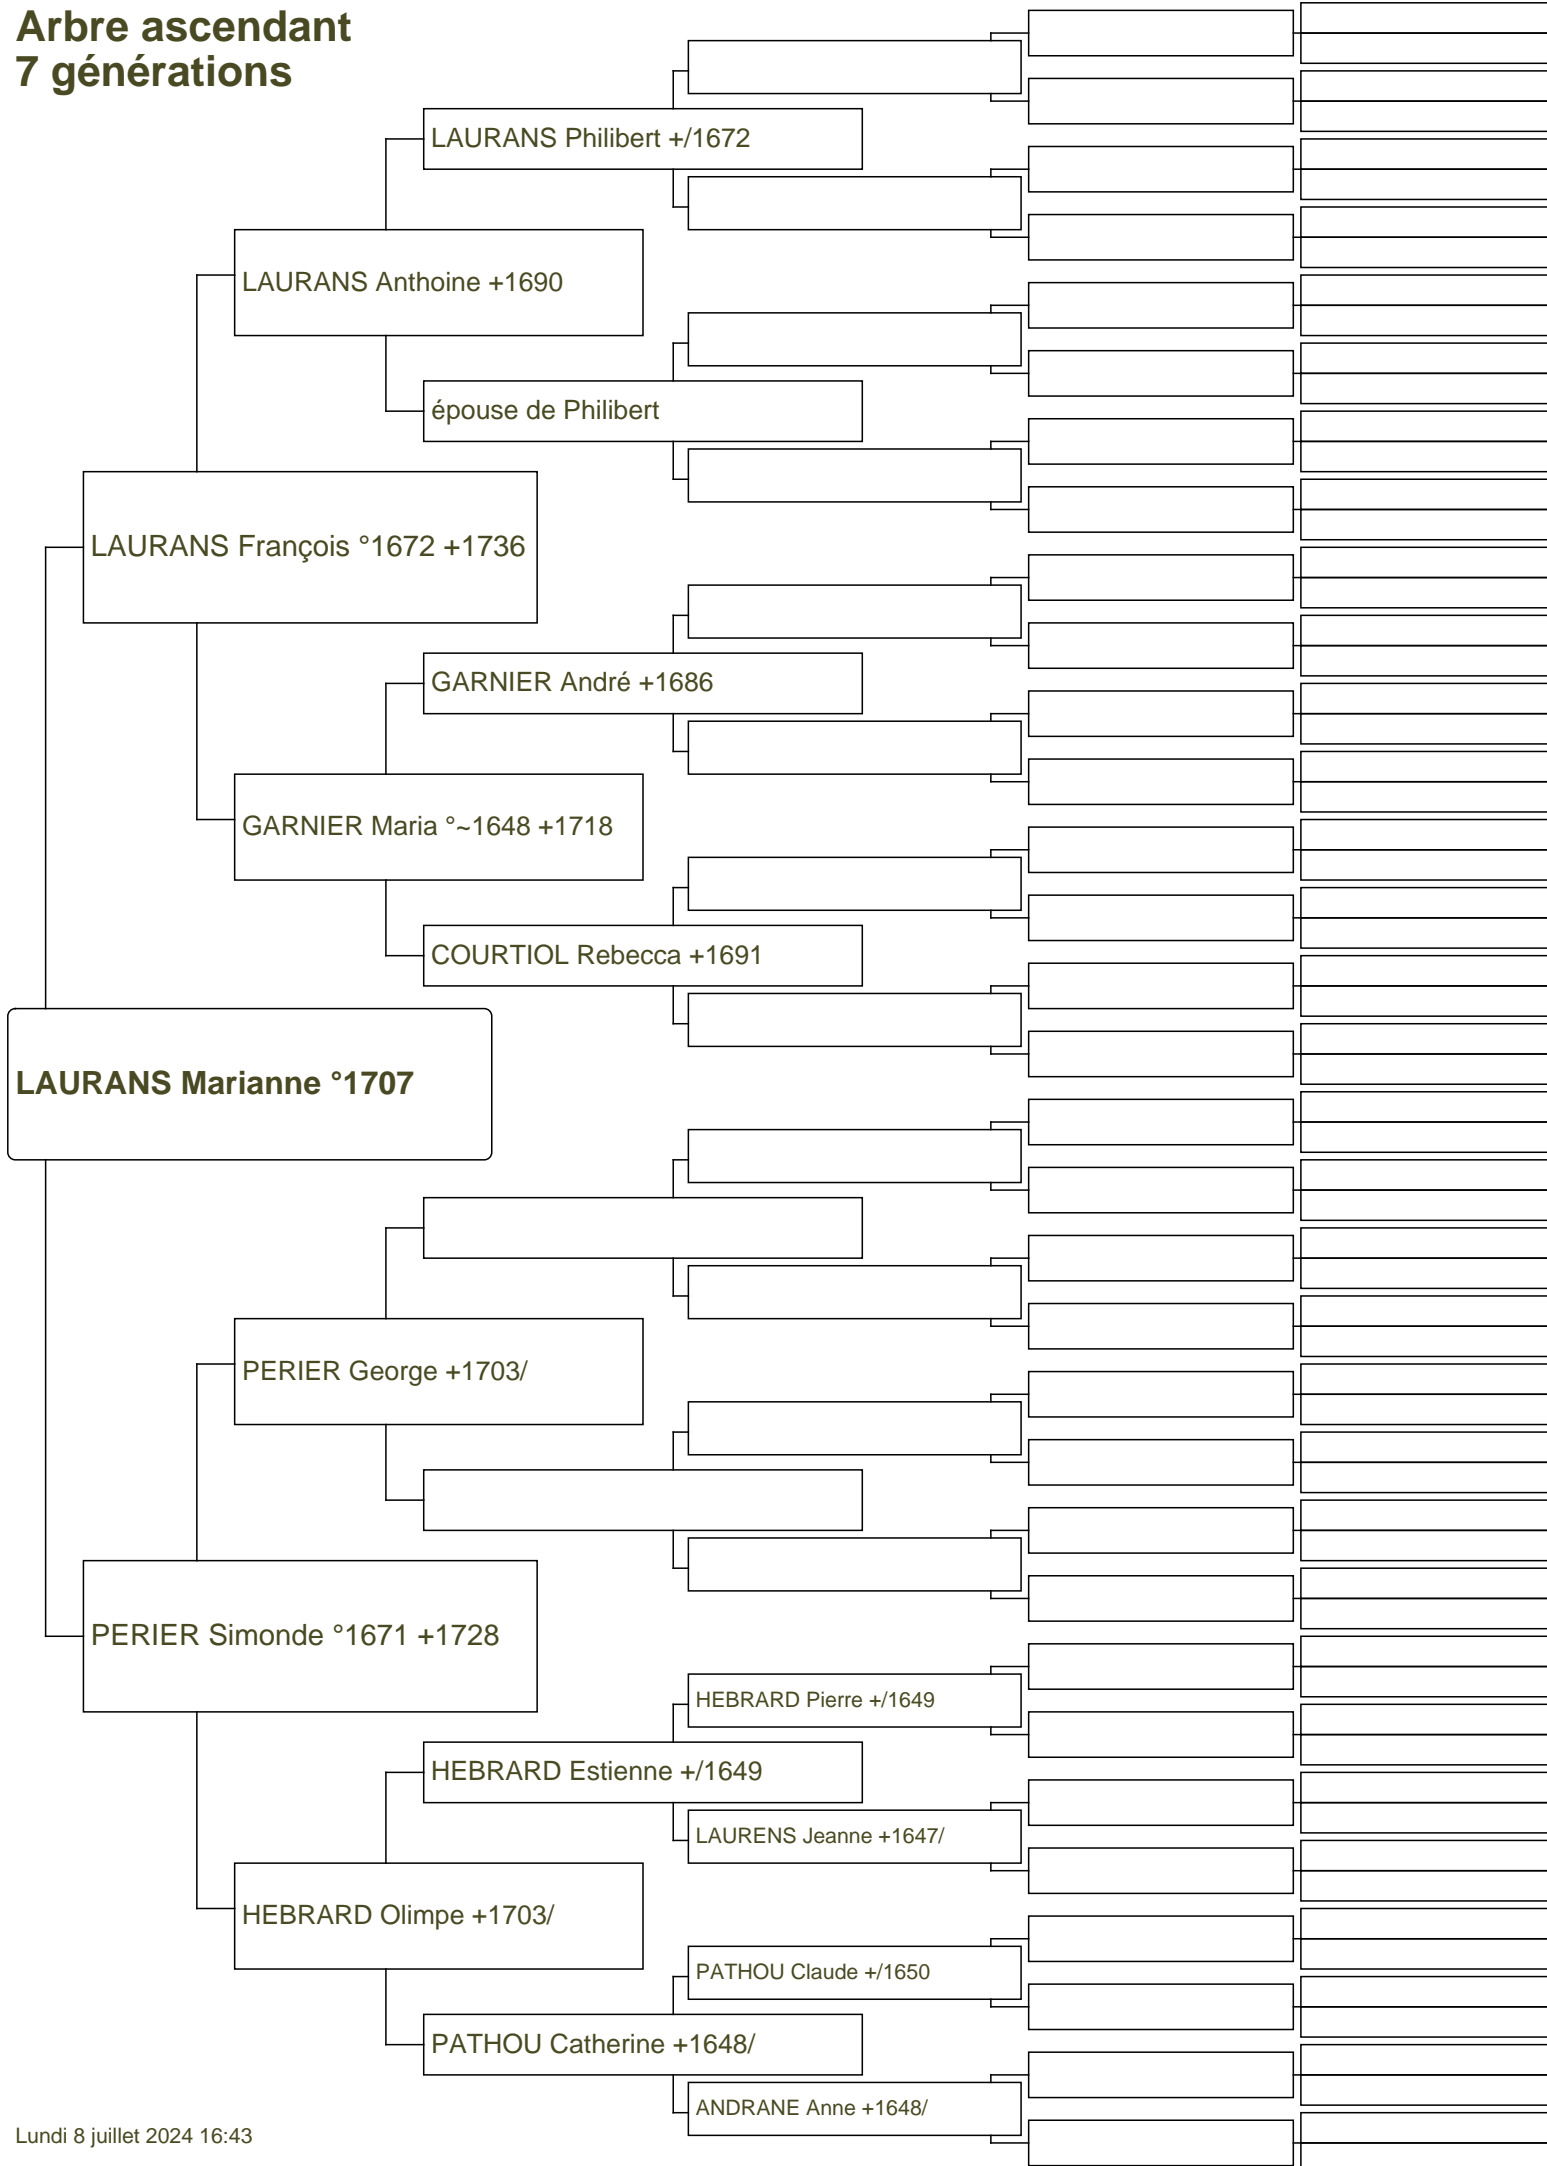 Arbre ascendant
7 générations
LAURANS Philibert +/1672
LAURANS Anthoine +1690
épouse de Philibert
LAURANS François °1672 +1736
GARNIER André +1686
GARNIER Maria °~1648 +1718
COURTIOL Rebecca +1691
LAURANS Marianne °1707
PERIER George +1703/
PERIER Simonde °1671 +1728
HEBRARD Pierre +/1649
HEBRARD Estienne +/1649
LAURENS Jeanne +1647/
HEBRARD Olimpe +1703/
PATHOU Claude +/1650
PATHOU Catherine +1648/
ANDRANE Anne +1648/
Lundi 8 juillet 2024 16:43